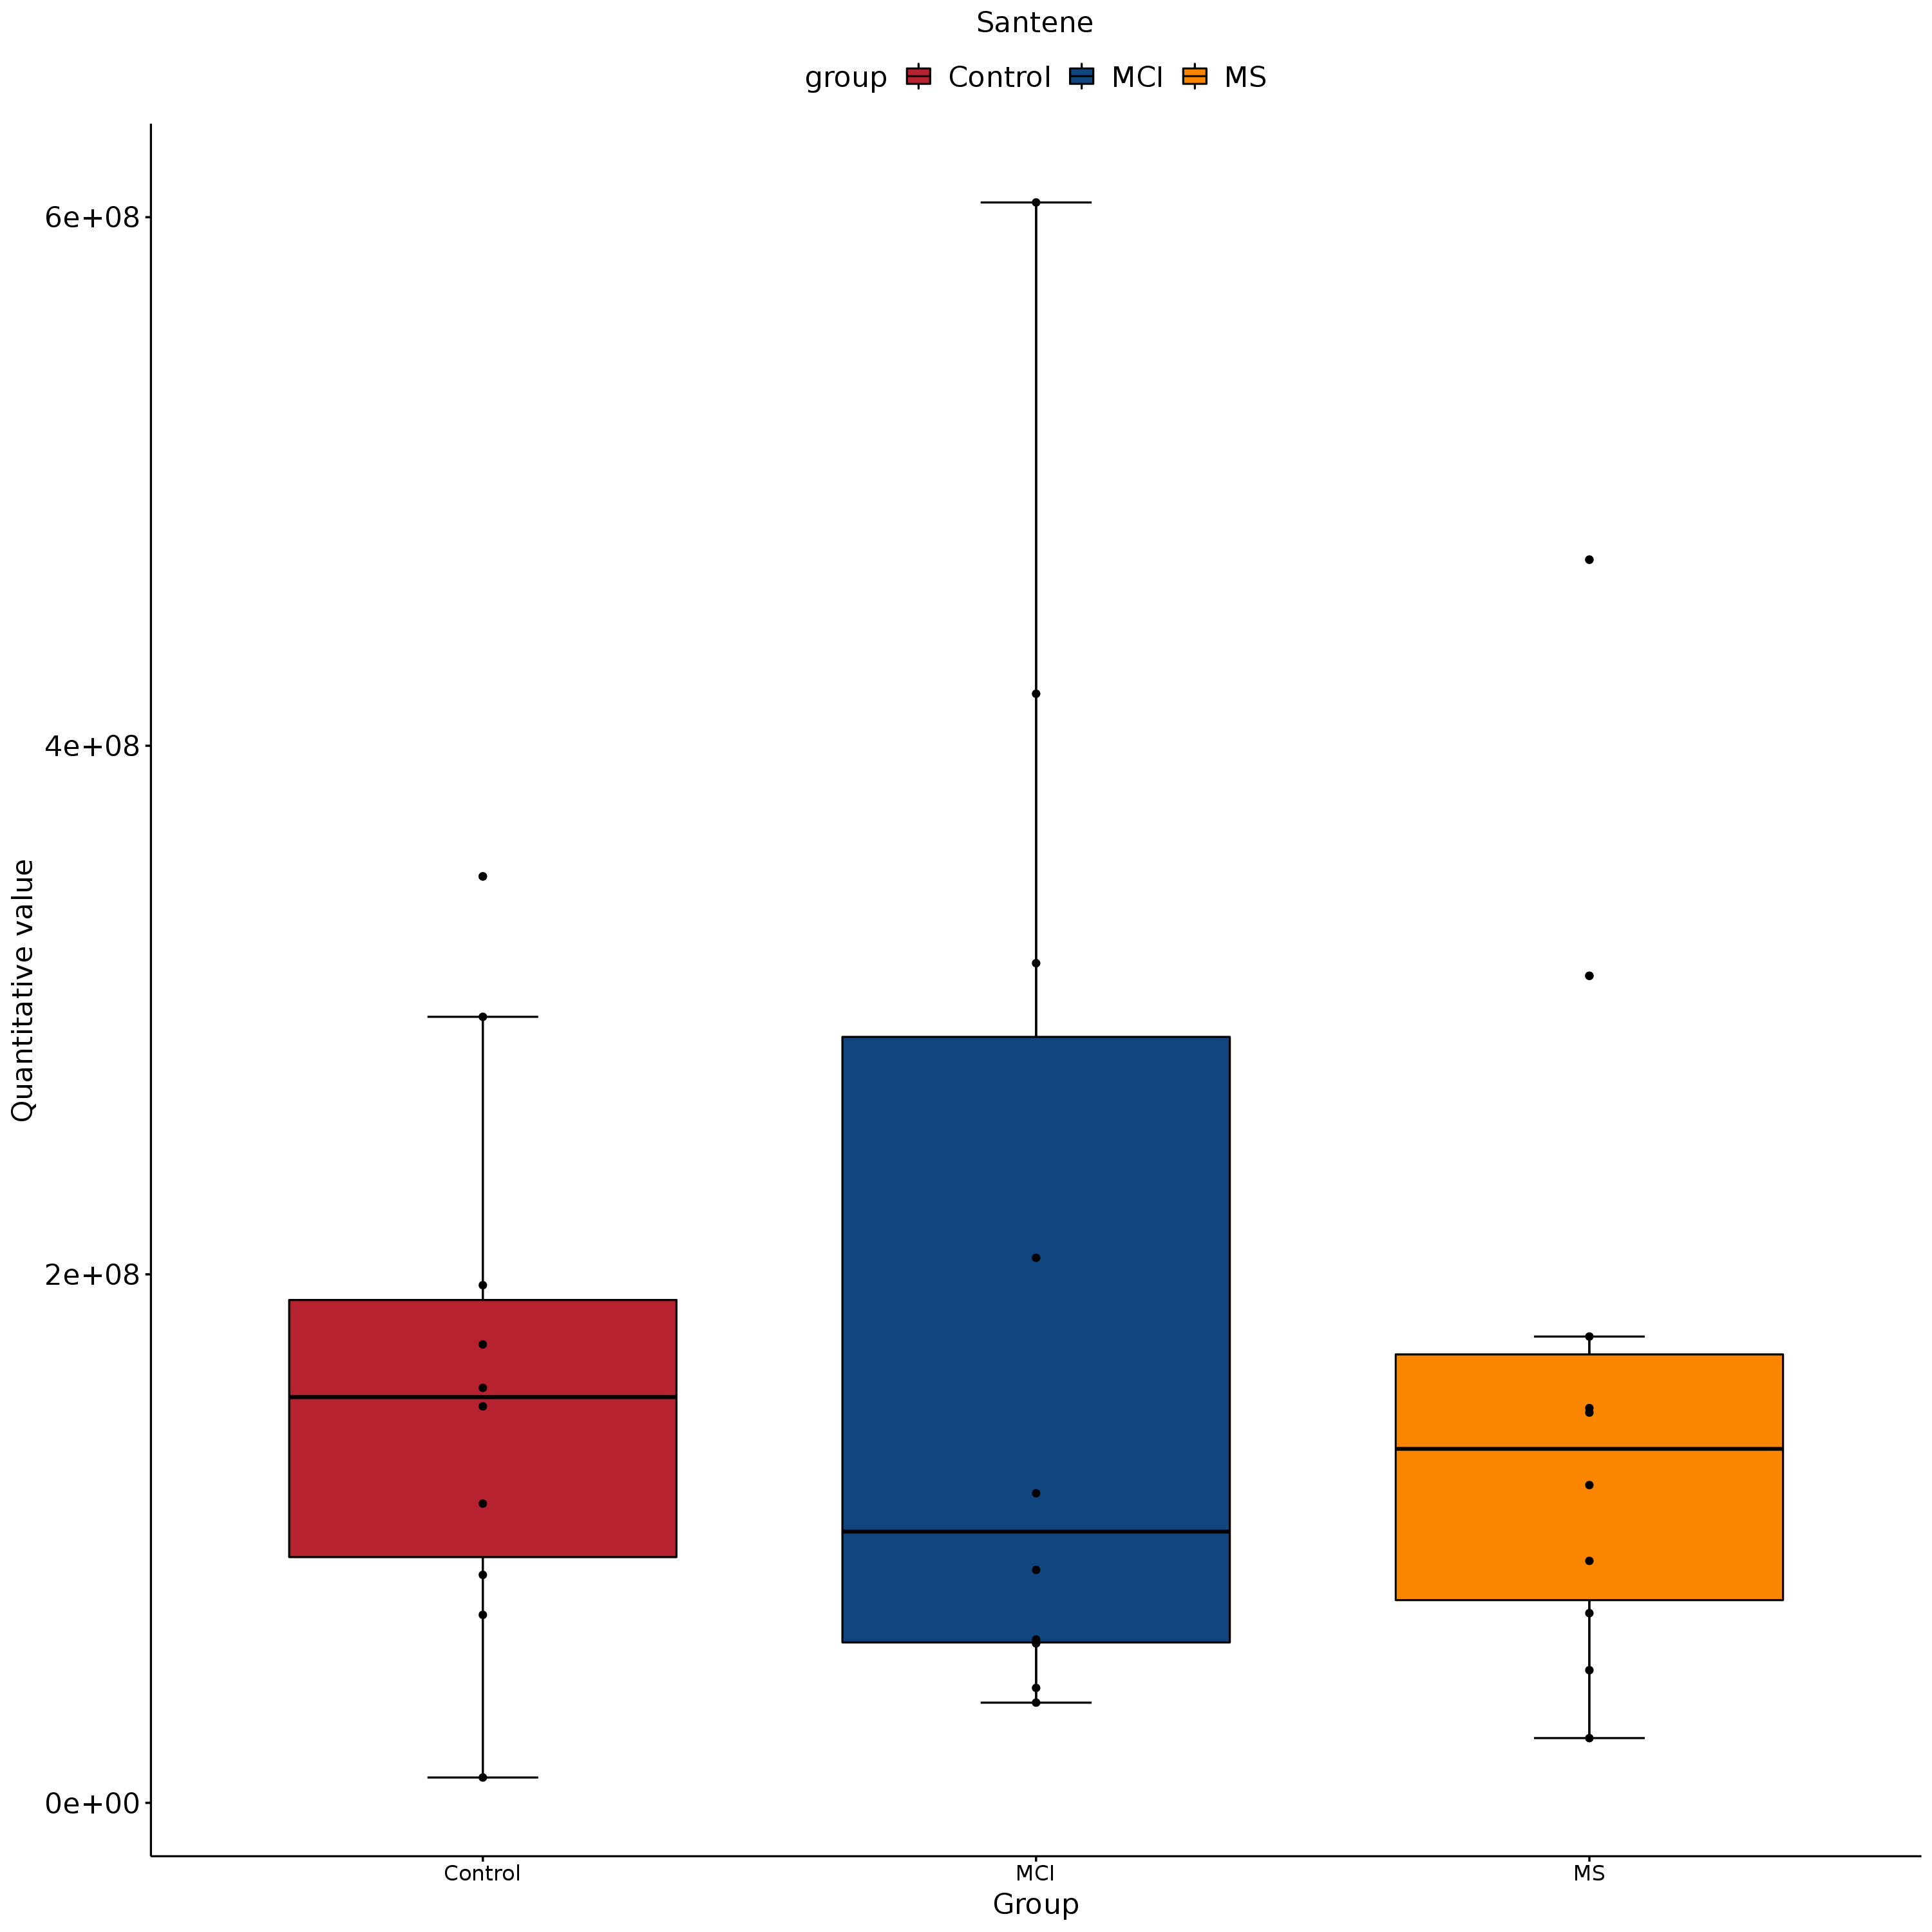 Santene
group Control MCI MS
6e+08
4e+08
2e+08
0e+00
Quantitative value
Control MCI MS
Group